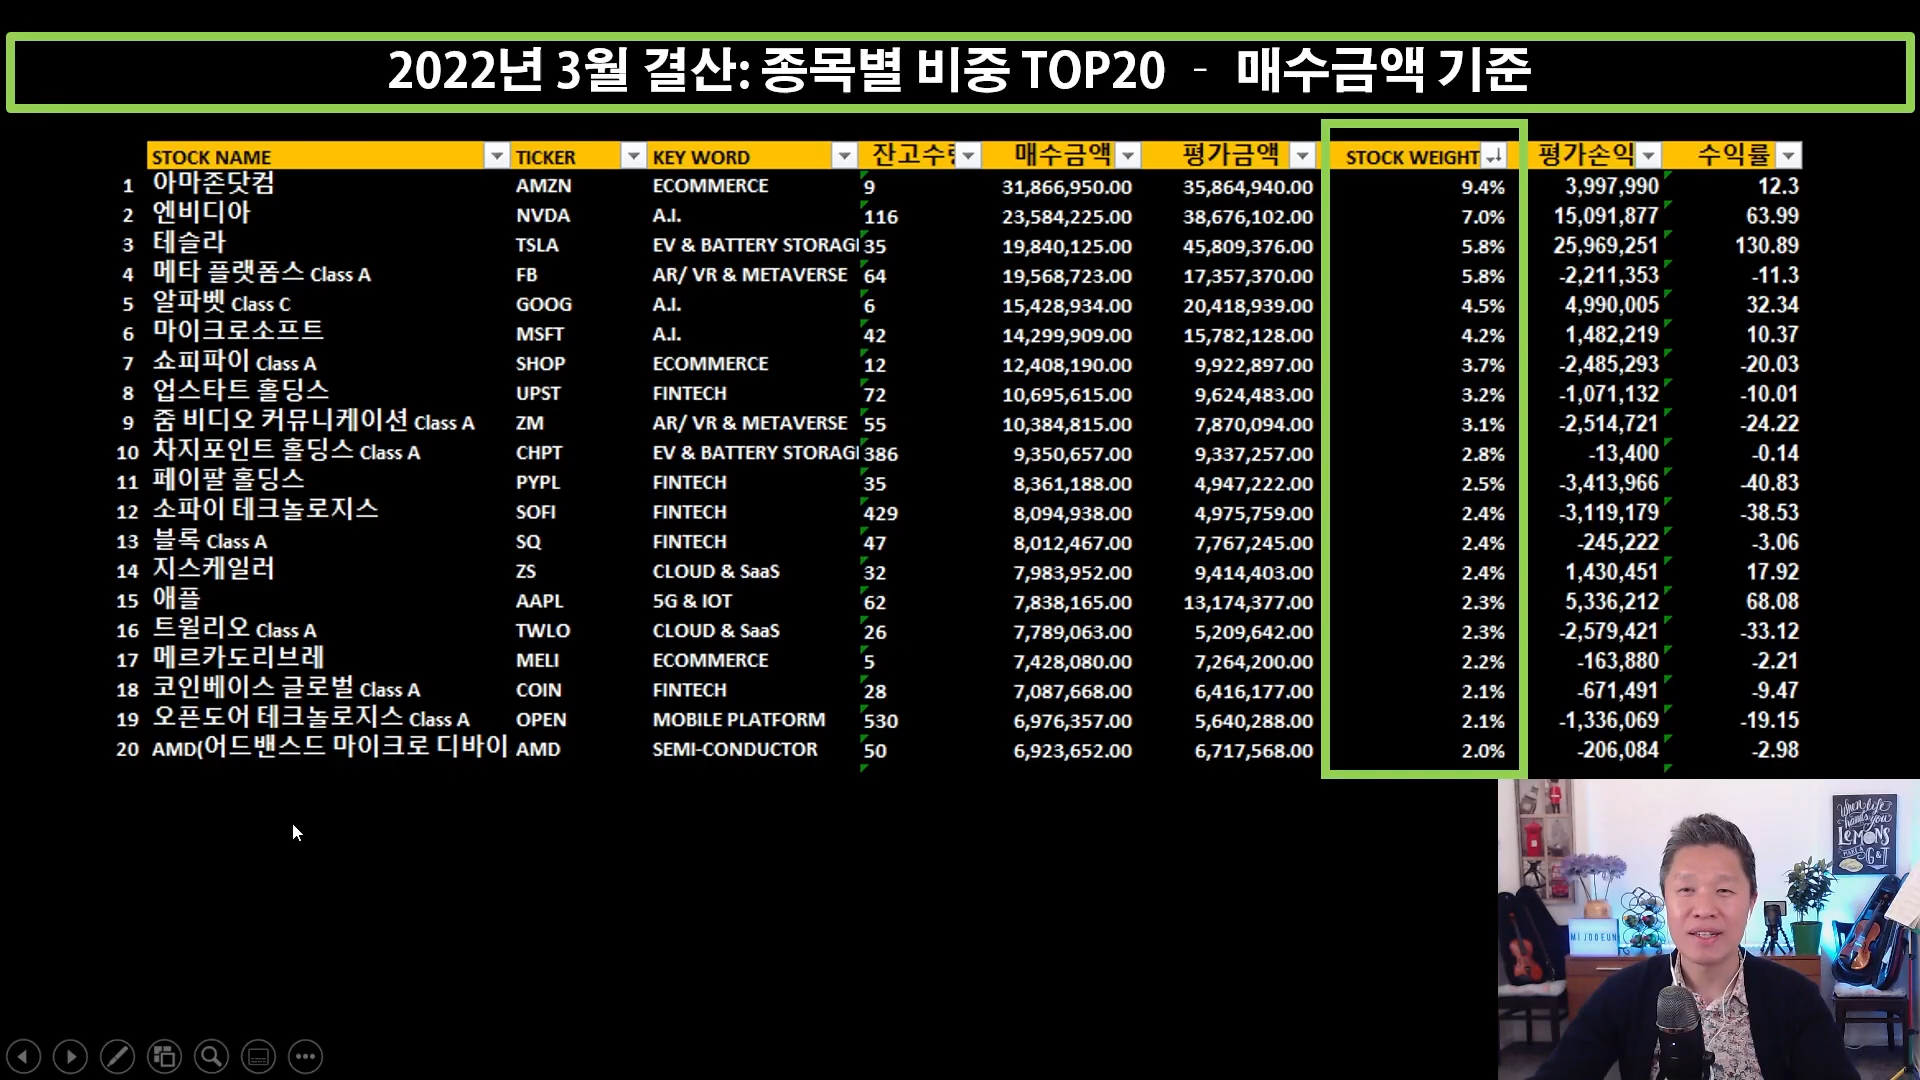 2022년 3월 결산: 종목별 비중 TOP20 - 매수금액 기준
STOCK NAME TICKER KEY WORD 잔고수량 매수금액 평가금액 STOCK WEIGHT 평가손익 수익률
1 아마존닷컴 AMZN ECOMMERCE 9 31,866,950.00 35,864,940.00 9.4% 3,997,990 12.3
2 엔비디아 NVDA A.I. 116 23,584,225.00 38,676,102.00 7.0% 15,091,877 63.99
3 테슬라 TSLA EV & BATTERY STORAGE 35 19,840,125.00 45,809,376.00 5.8% 25,969,251 130.89
4 메타 플랫폼스 Class A FB AR/ VR & METAVERSE 64 19,568,723.00 17,357,370.00 5.8% -2,211,353 -11.3
5 알파벳 Class C GOOG A.I. 6 15,428,934.00 20,418,939.00 4.5% 4,990,005 32.34
6 마이크로소프트 MSFT A.I. 42 14,299,909.00 15,782,128.00 4.2% 1,482,219 10.37
7 쇼피파이 Class A SHOP ECOMMERCE 12 12,408,190.00 9,922,897.00 3.7% -2,485,293 -20.03
8 업스타트 홀딩스 UPST FINTECH 72 10,695,615.00 9,624,483.00 3.2% -1,071,132 -10.01
9 줌 비디오 커뮤니케이션 Class A ZM AR/ VR & METAVERSE 55 10,384,815.00 7,870,094.00 3.1% -2,514,721 -24.22
10 차지포인트 홀딩스 Class A CHPT EV & BATTERY STORAGE 386 9,350,657.00 9,337,257.00 2.8% -13,400 -0.14
11 페이팔 홀딩스 PYPL FINTECH 35 8,361,188.00 4,947,222.00 2.5% -3,413,966 -40.83
12 소파이 테크놀로지스 SOFI FINTECH 429 8,094,938.00 4,975,759.00 2.4% -3,119,179 -38.53
13 블록 Class A SQ FINTECH 47 8,012,467.00 7,767,245.00 2.4% -245,222 -3.06
14 지스케일러 ZS CLOUD & SaaS 32 7,983,952.00 9,414,403.00 2.4% 1,430,451 17.92
15 애플 AAPL 5G & IOT 62 7,838,165.00 13,174,377.00 2.3% 5,336,212 68.08
16 트윌리오 Class A TWLO CLOUD & SaaS 26 7,789,063.00 5,209,642.00 2.3% -2,579,421 -33.12
17 메르카도리브레 MELI ECOMMERCE 5 7,428,080.00 7,264,200.00 2.2% -163,880 -2.21
18 코인베이스 글로벌 Class A COIN FINTECH 28 7,087,668.00 6,416,177.00 2.1% -671,491 -9.47
19 오픈도어 테크놀로지스 Class A OPEN MOBILE PLATFORM 530 6,976,357.00 5,640,288.00 2.1% -1,336,069 -19.15
20 AMD(어드밴스드 마이크로 디바이 AMD SEMI-CONDUCTOR 50 6,923,652.00 6,717,568.00 2.0% -206,084 -2.98
When life
hands you
LEMONS
MAKE A
G&T
MI JOOEUN